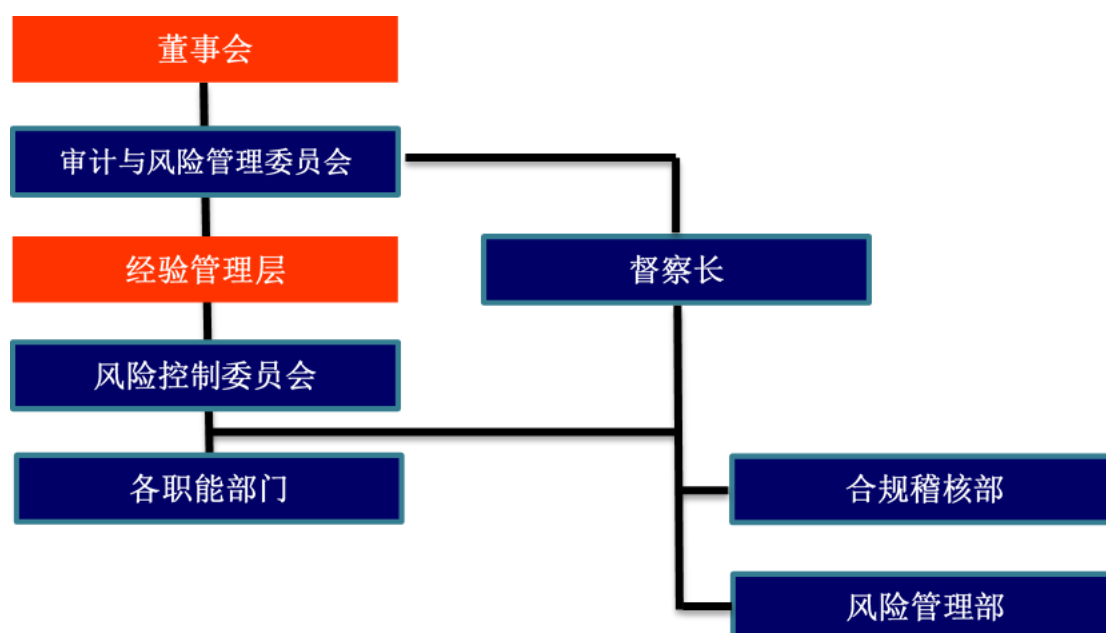 董事会
审计与风险管理委员会
经验管理层
督察长
风险控制委员会
各职能部门
合规稽核部
风险管理部